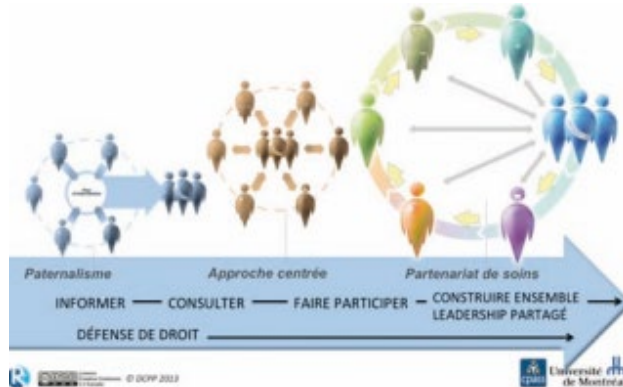 Paternalisme
Approche centrée
Partenariat de soins
INFORMER
CONSULTER
FAIRE PARTICIPER
CONSTRUIRE ENSEMBLE
LEADERSHIP PARTAGÉ
DÉFENSE DE DROIT
© DCPP 2013
cpass
Université
de Montréal